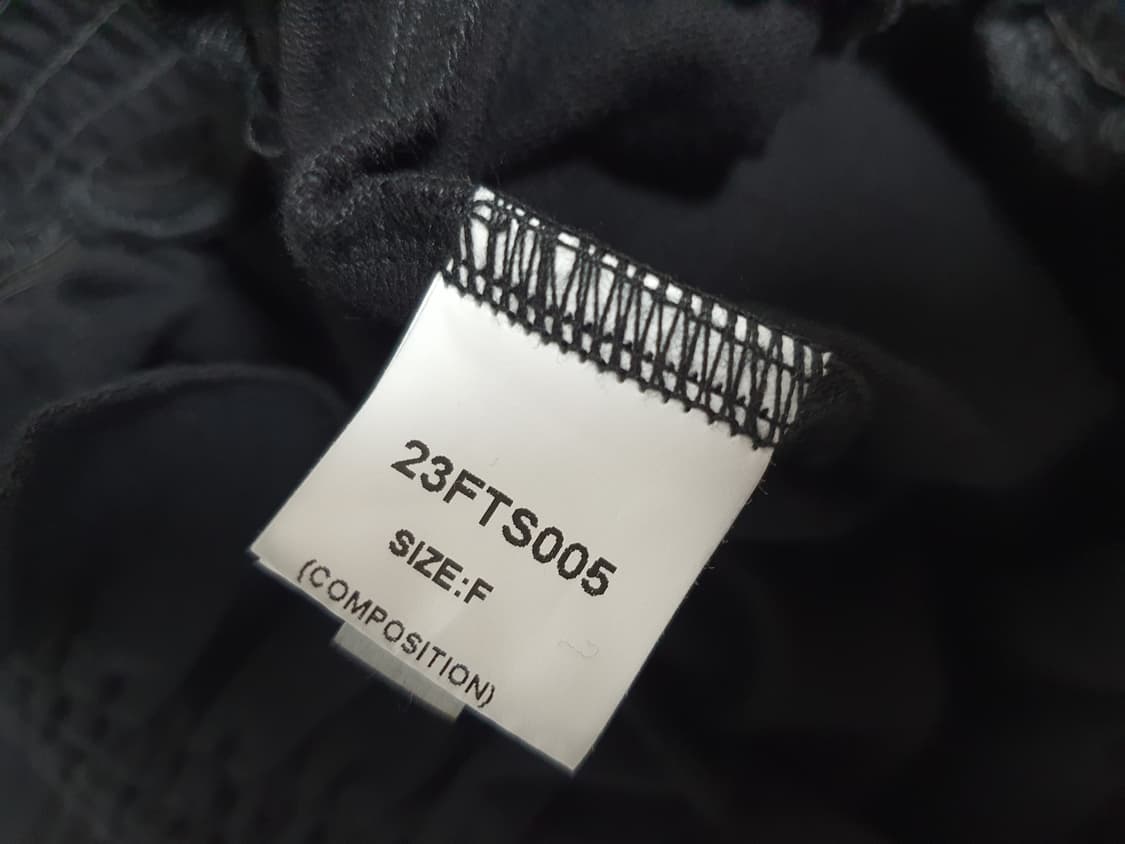 23FTS005
SIZE:F
(COMPOSITION)